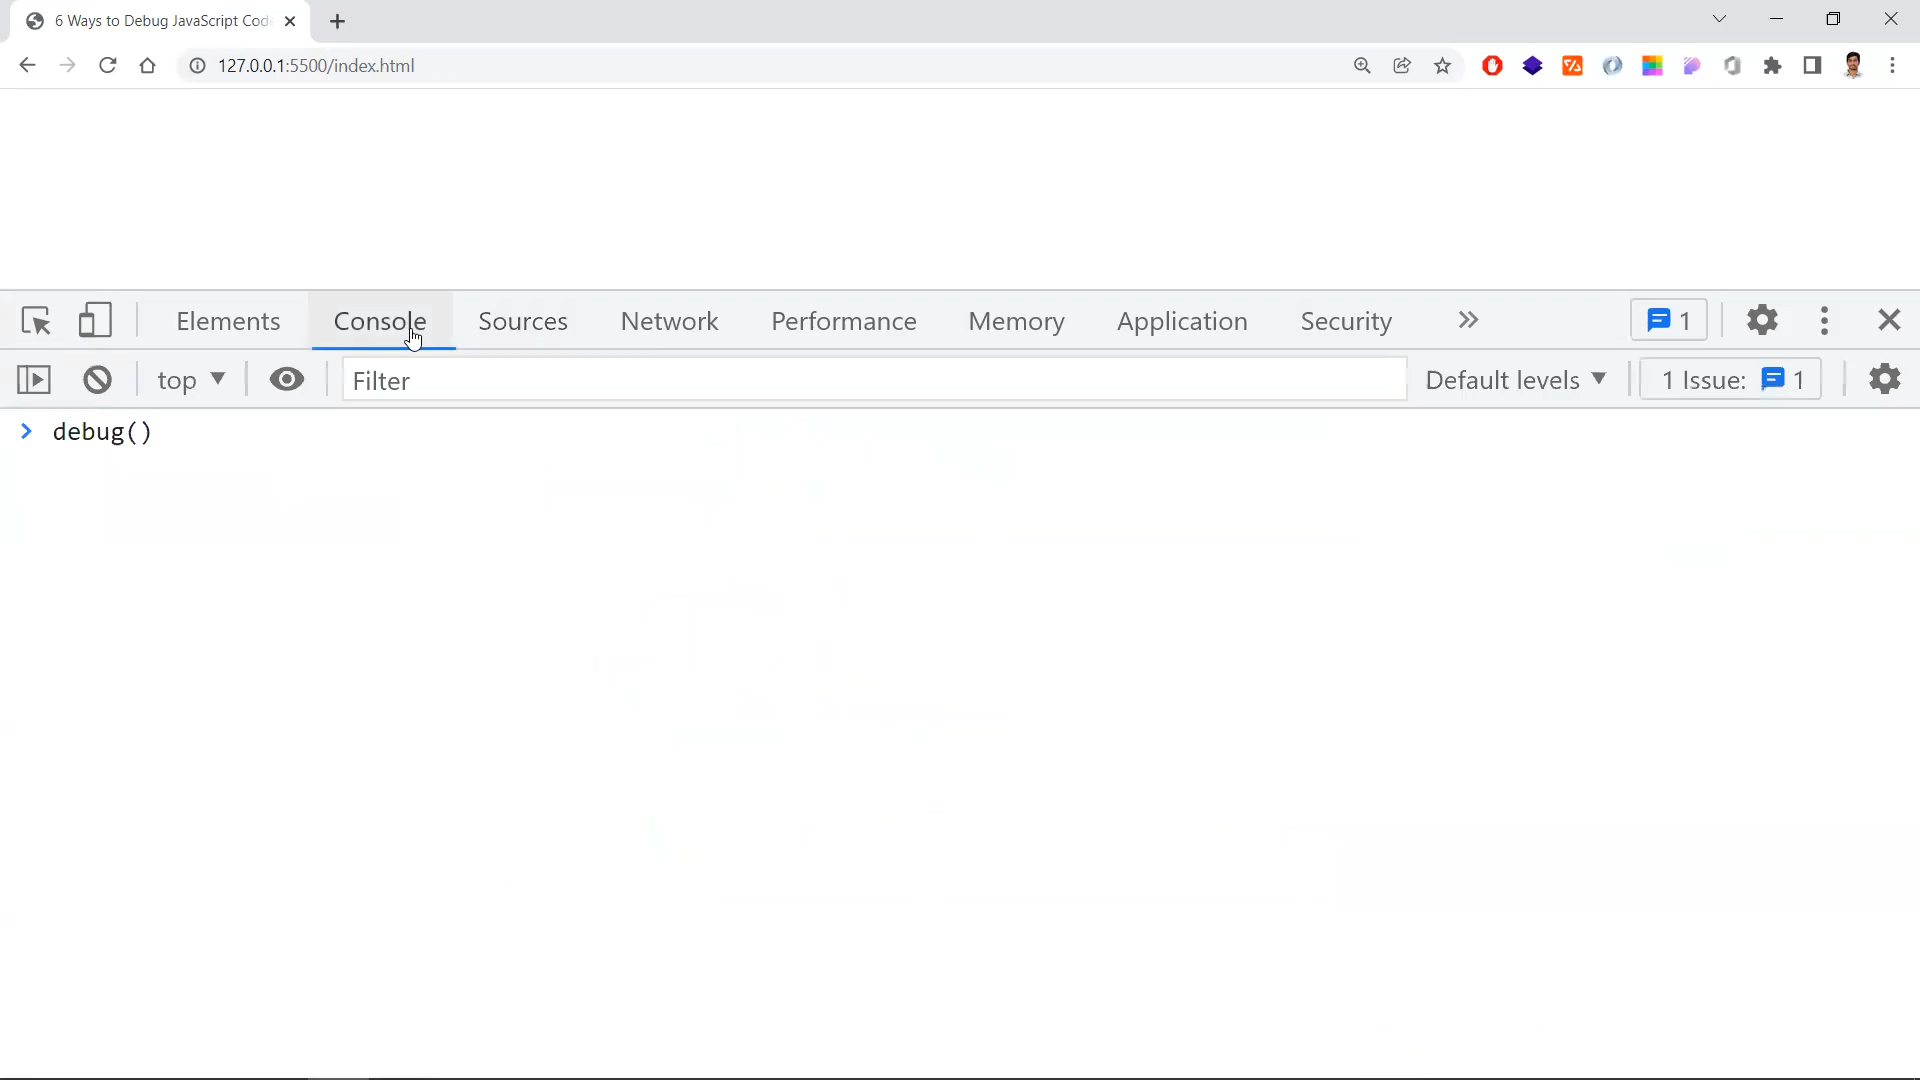 6 Ways to Debug JavaScript Cod
127.0.0.1:5500/index.html
Elements Console Sources Network Performance Memory Application Security 1
top Filter Default levels 1 Issue: 1
debug()